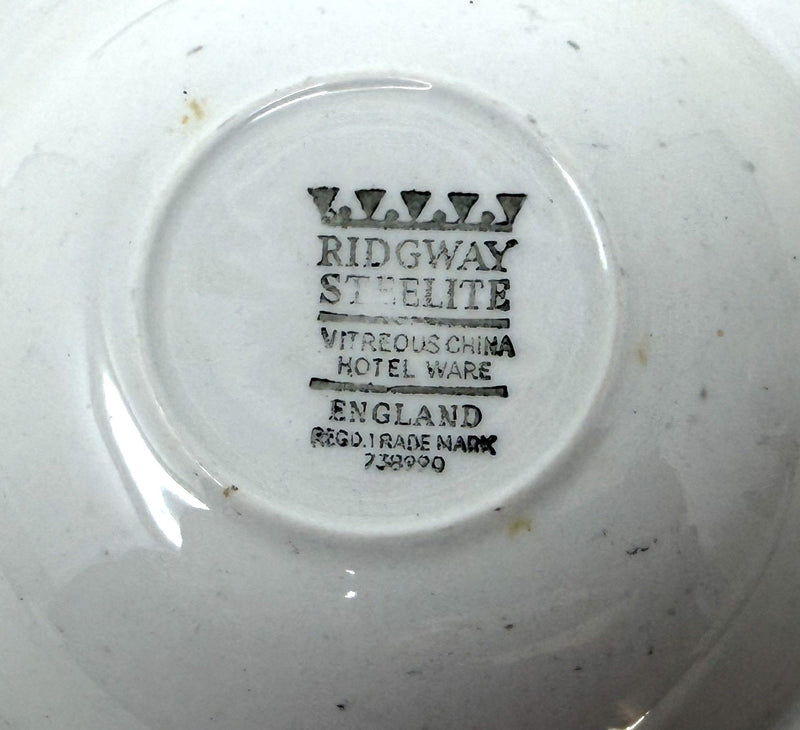 RIDGWAY
STEELITE
VITREOUS CHINA
HOTEL WARE
ENGLAND
REGD. TRADE MARK
738990